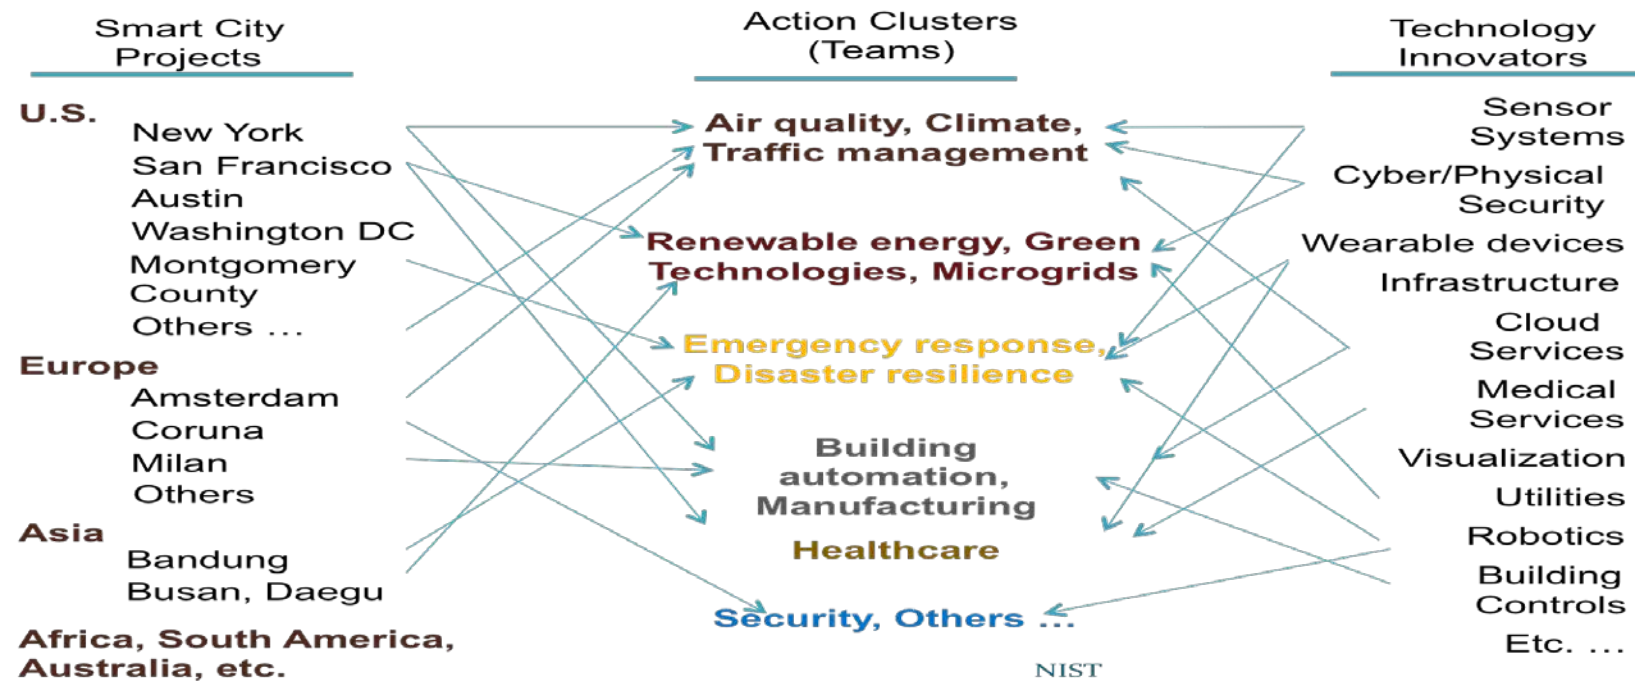 Smart City
Projects
U.S.
New York
San Francisco
Austin
Washington DC
Montgomery
County
Others ...
Europe
Amsterdam
Coruna
Milan
Others
Asia
Bandung
Busan, Daegu
Africa, South America,
Australia, etc.
Action Clusters
(Teams)
Air quality, Climate,
Traffic management
Renewable energy, Green
Technologies, Microgrids
Emergency response,
Disaster resilience
Building
automation,
Manufacturing
Healthcare
Security, Others ...
NIST
Technology
Innovators
Sensor
Systems
Cyber/Physical
Security
Wearable devices
Infrastructure
Cloud
Services
Medical
Services
Visualization
Utilities
Robotics
Building
Controls
Etc. ...